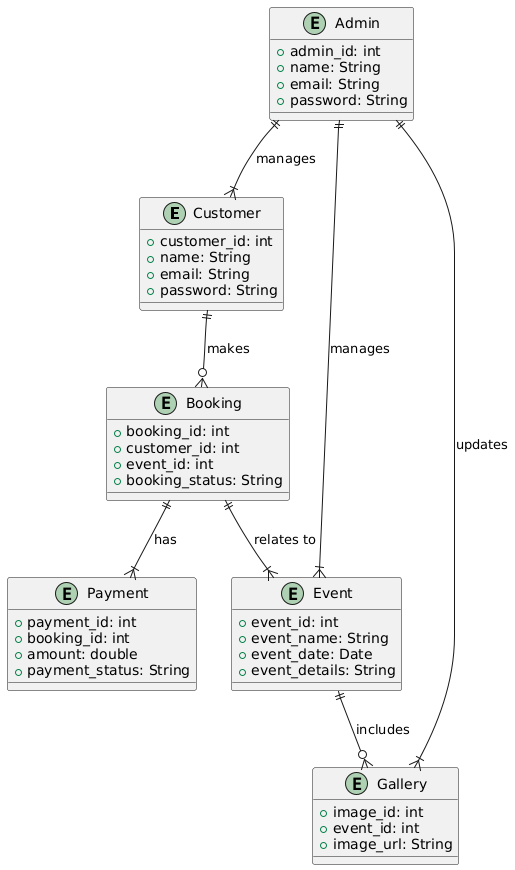 E Admin
admin_id: int
name: String
email: String
password: String
manages
E Customer
customer_id: int
name: String
email: String
password: String
makes
manages
E Booking
booking_id: int
customer_id: int
event_id: int
booking_status: String
updates
has
relates to
E Payment
payment_id: int
booking_id: int
amount: double
payment_status: String
E Event
event_id: int
event_name: String
event_date: Date
event_details: String
includes
E Gallery
image_id: int
event_id: int
image_url: String